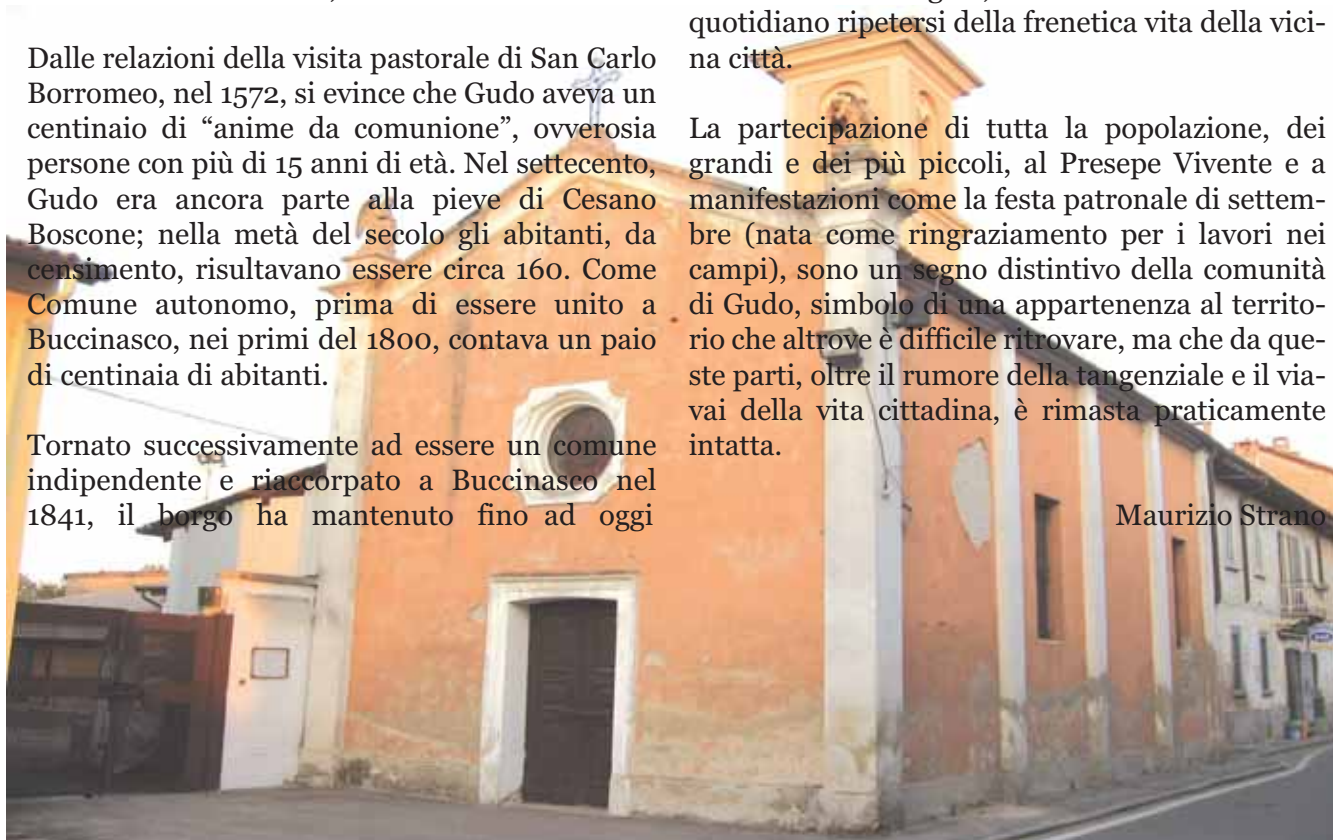 Dalle relazioni della visita pastorale di San Carlo
Borromeo, nel 1572, si evince che Gudo aveva un
centinaio di “anime da comunione”, ovverosia
persone con più di 15 anni di età. Nel settecento,
Gudo era ancora parte alla pieve di Cesano
Boscone; nella metà del secolo gli abitanti, da
censimento, risultavano essere circa 160. Come
Comune autonomo, prima di essere unito a
Buccinasco, nei primi del 1800, contava un paio
di centinaia di abitanti.
Tornato successivamente ad essere un comune
indipendente e riaccorpato a Buccinasco nel
1841, il borgo ha mantenuto fino ad oggi
quotidiano ripetersi della frenetica vita della vici-
na città.
La partecipazione di tutta la popolazione, dei
grandi e dei più piccoli, al Presepe Vivente e a
manifestazioni come la festa patronale di settem-
bre (nata come ringraziamento per i lavori nei
campi), sono un segno distintivo della comunità
di Gudo, simbolo di una appartenenza al territo-
rio che altrove è difficile ritrovare, ma che da que-
ste parti, oltre il rumore della tangenziale e il via-
vai della vita cittadina, è rimasta praticamente
intatta.
Maurizio Strano